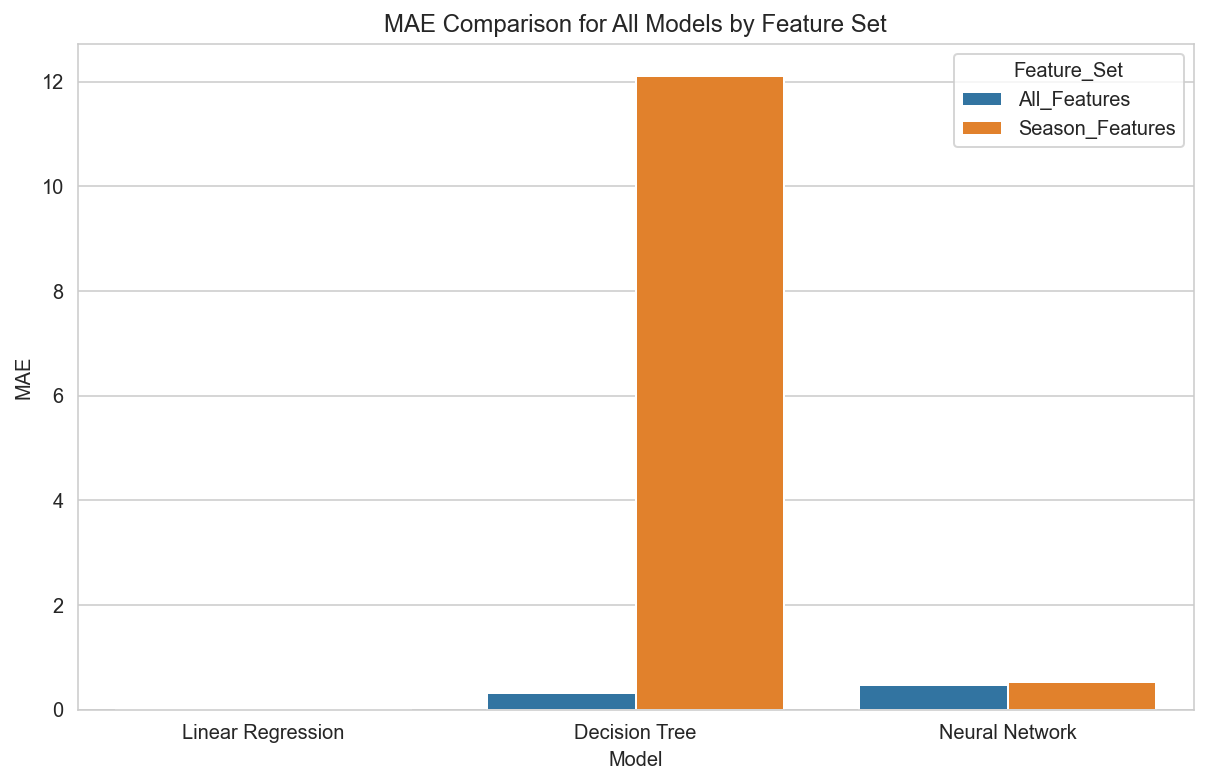 MAE Comparison for All Models by Feature Set
Feature_Set
All_Features
Season_Features
12
10
8
6
4
2
0
MAE
Linear Regression
Decision Tree
Neural Network
Model